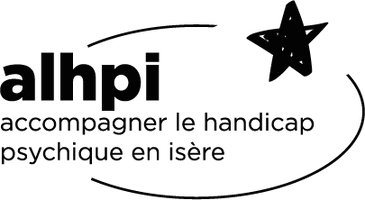 alhpi
accompagner le handicap
psychique en isère